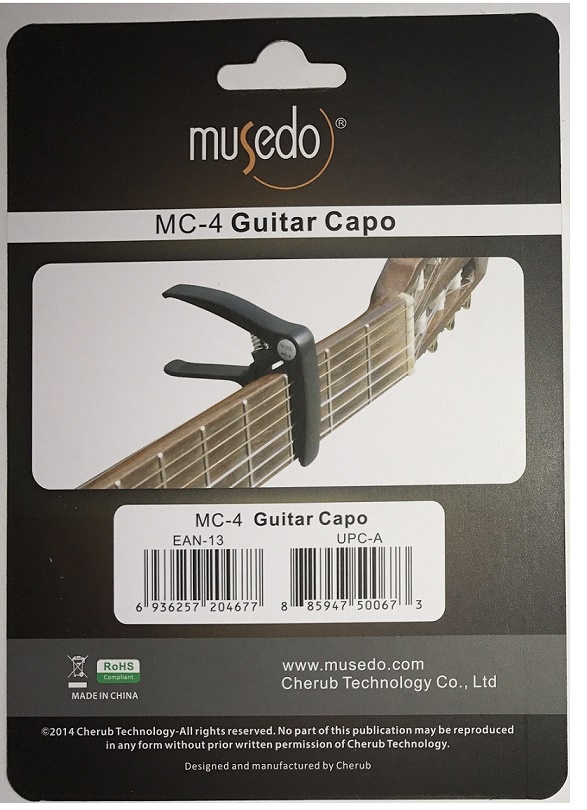 musedo®
MC-4 Guitar Capo
MC-4 Guitar Capo
EAN-13 UPC-A
6 936257 204677 8 85947 50067 3
RoHS
Compliant
MADE IN CHINA
www.musedo.com
Cherub Technology Co., Ltd
©2014 Cherub Technology-All rights reserved. No part of this publication may be reproduced
in any form without prior written permission of Cherub Technology.
Designed and manufactured by Cherub